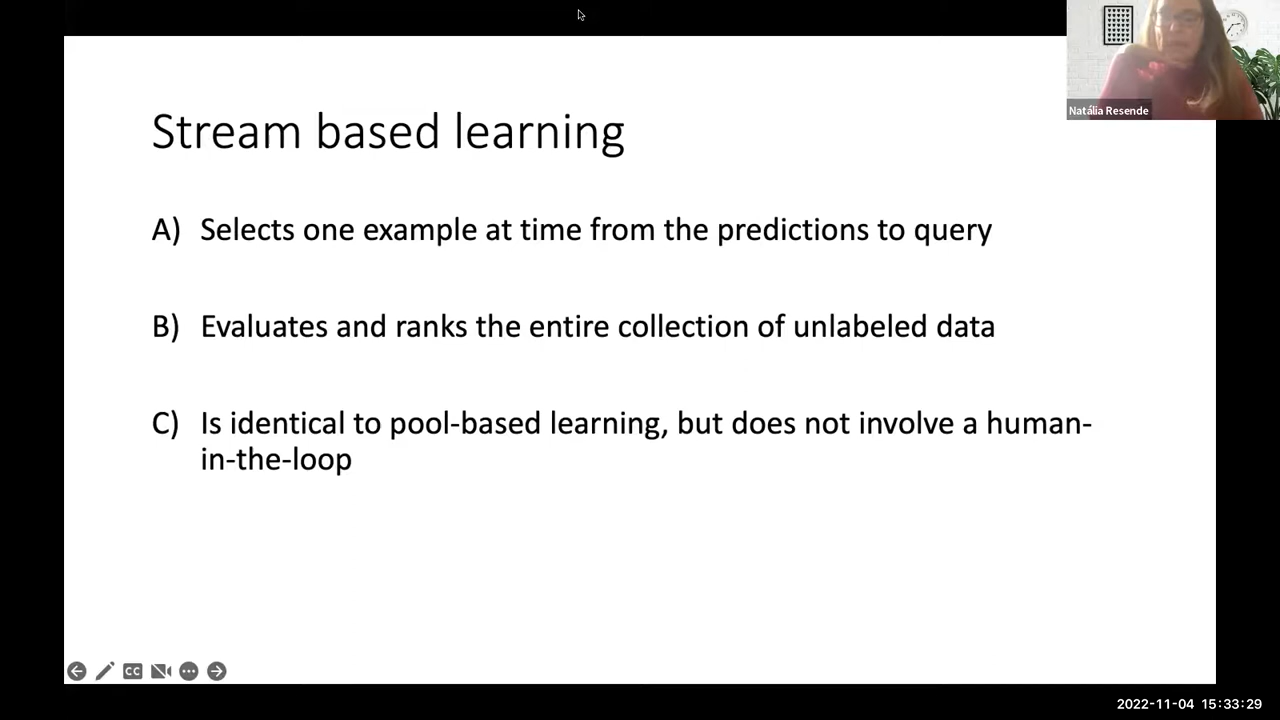 Natália Resende
Stream based learning
A) Selects one example at time from the predictions to query
B) Evaluates and ranks the entire collection of unlabeled data
C) Is identical to pool-based learning, but does not involve a human-
in-the-loop
CC
2022-11-04 15:33:29